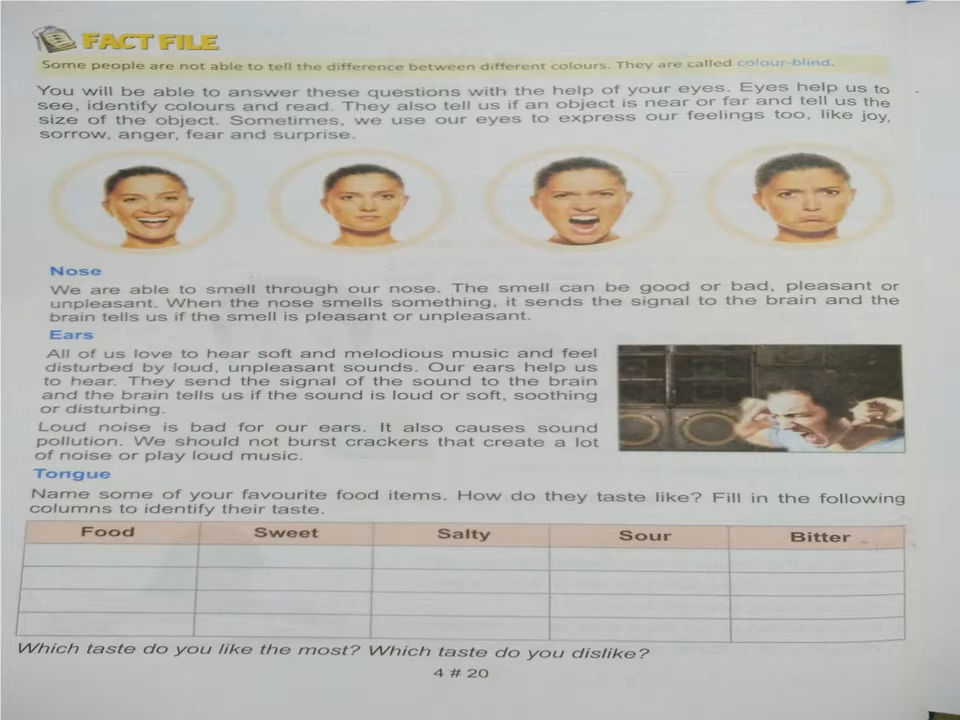 FACT FILE
Some people are not able to tell the difference between different colours. They are called colour-blind.
You will be able to answer these questions with the help of your eyes. Eyes help us to
see, identify colours and read. They also tell us if an object is near or far and tell us the
size of the object. Sometimes, we use our eyes to express our feelings too, like joy,
sorrow, anger, fear and surprise.
Nose
We are able to smell through our nose. The smell can be good or bad, pleasant or
unpleasant. When the nose smells something, it sends the signal to the brain and the
brain tells us if the smell is pleasant or unpleasant.
Ears
All of us love to hear soft and melodious music and feel
disturbed by loud, unpleasant sounds. Our ears help us
to hear. They send the signal of the sound to the brain
and the brain tells us if the sound is loud or soft, soothing
or disturbing.
Loud noise is bad for our ears. It also causes sound
pollution. We should not burst crackers that create a lot
of noise or play loud music.
Tongue
Name some of your favourite food items. How do they taste like? Fill in the following
columns to identify their taste.
Food Sweet Salty Sour Bitter
Which taste do you like the most? Which taste do you dislike?
4 # 20